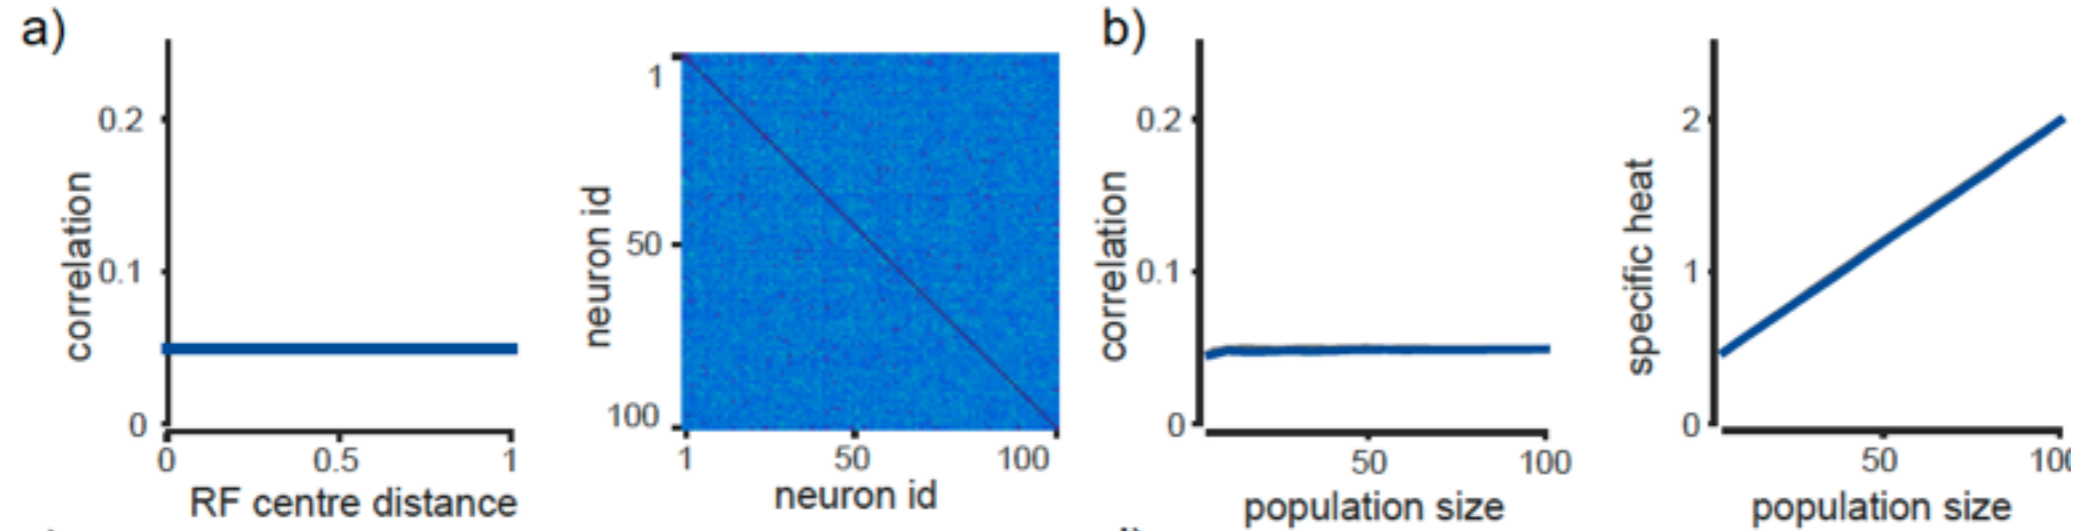 a)
correlation
0.2
0.1
0
0
0.5
1
RF centre distance
neuron id
1
50
100
1
50
100
neuron id
b)
correlation
0.2
0.1
0
50
100
population size
specific heat
2
1
0
50
100
population size